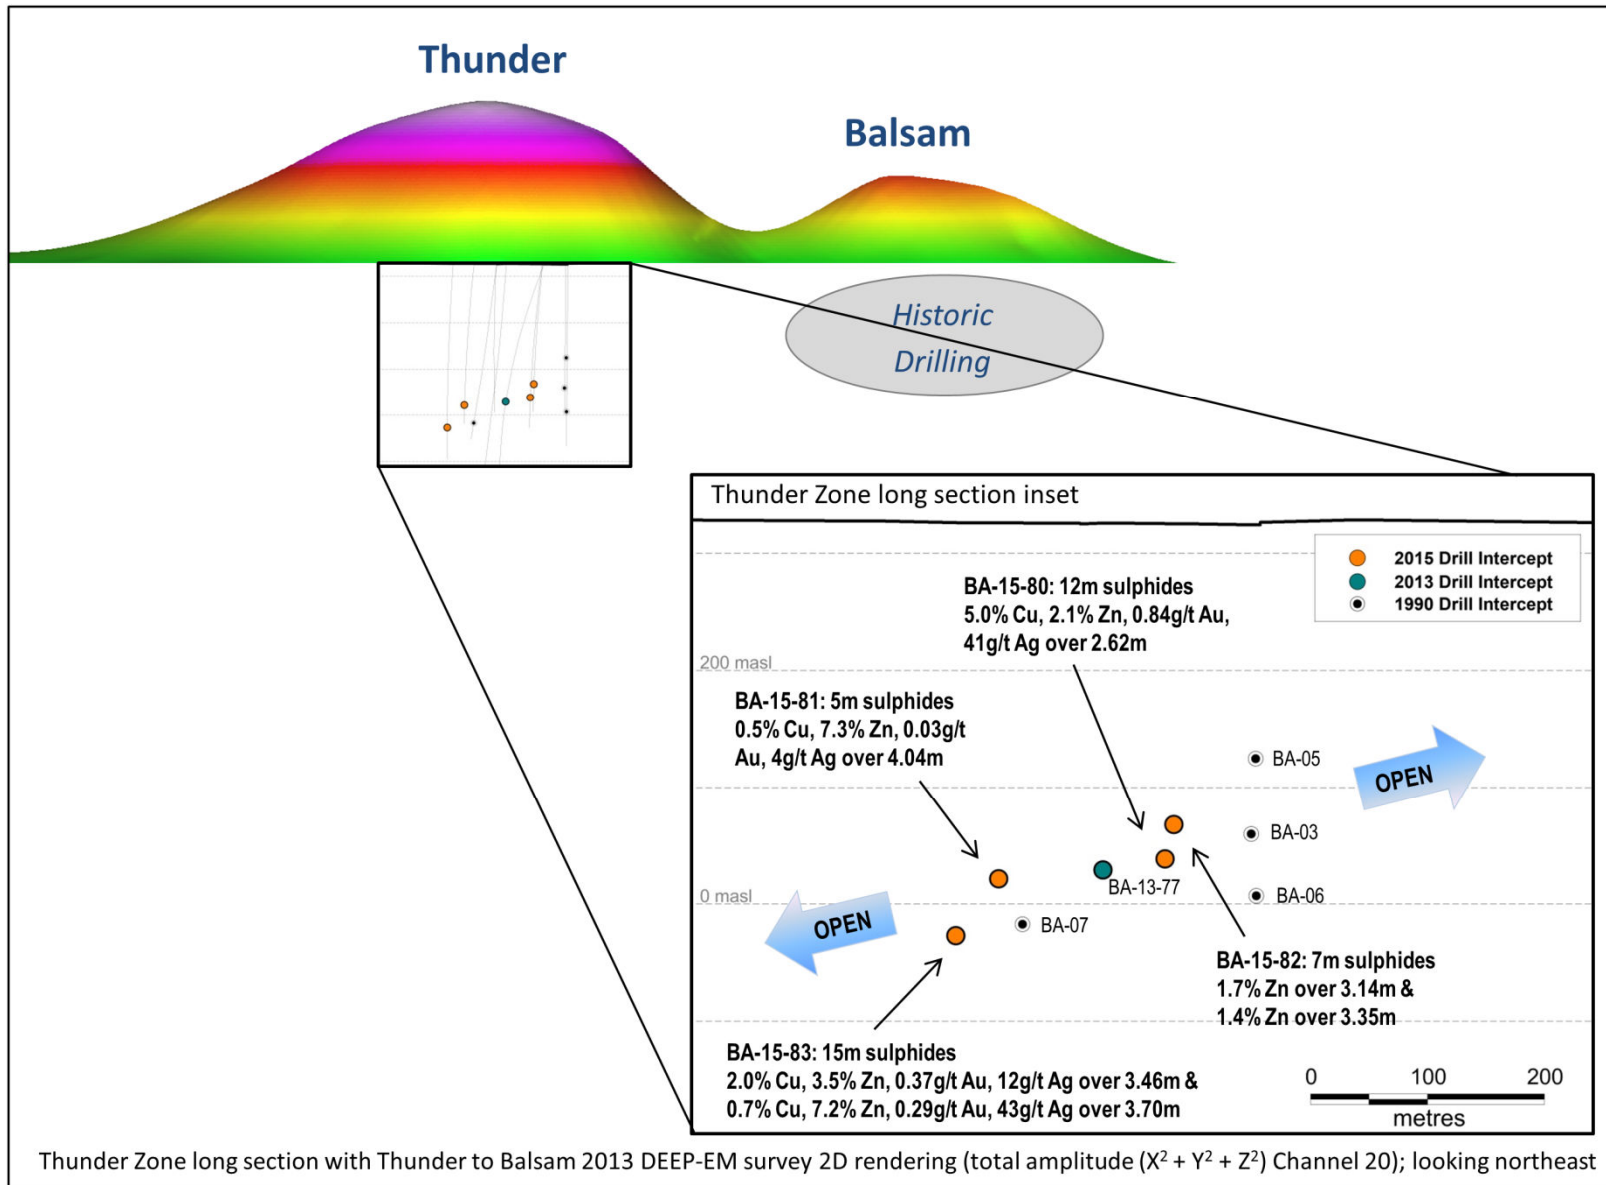 Thunder
Balsam
Historic
Drilling
Thunder Zone long section inset
2015 Drill Intercept
2013 Drill Intercept
1990 Drill Intercept
BA-15-80: 12m sulphides
5.0% Cu, 2.1% Zn, 0.84g/t Au,
41g/t Ag over 2.62m
200 masl
BA-15-81: 5m sulphides
0.5% Cu, 7.3% Zn, 0.03g/t
Au, 4g/t Ag over 4.04m
BA-05
OPEN
BA-03
BA-13-77
0 masl
BA-06
OPEN
BA-07
BA-15-82: 7m sulphides
1.7% Zn over 3.14m &
1.4% Zn over 3.35m
BA-15-83: 15m sulphides
2.0% Cu, 3.5% Zn, 0.37g/t Au, 12g/t Ag over 3.46m &
0.7% Cu, 7.2% Zn, 0.29g/t Au, 43g/t Ag over 3.70m
0 100 200
metres
Thunder Zone long section with Thunder to Balsam 2013 DEEP-EM survey 2D rendering (total amplitude (X² + Y² + Z²) Channel 20); looking northeast